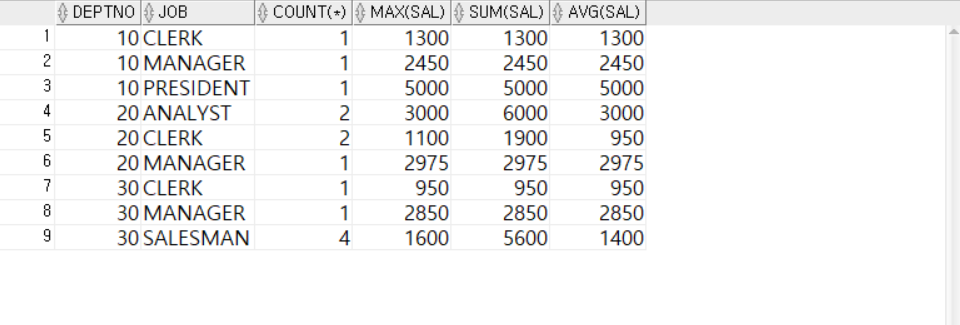 DEPTNO JOB COUNT(*) MAX(SAL) SUM(SAL) AVG(SAL)
1 10 CLERK 1 1300 1300 1300
2 10 MANAGER 1 2450 2450 2450
3 10 PRESIDENT 1 5000 5000 5000
4 20 ANALYST 2 3000 6000 3000
5 20 CLERK 2 1100 1900 950
6 20 MANAGER 1 2975 2975 2975
7 30 CLERK 1 950 950 950
8 30 MANAGER 1 2850 2850 2850
9 30 SALESMAN 4 1600 5600 1400